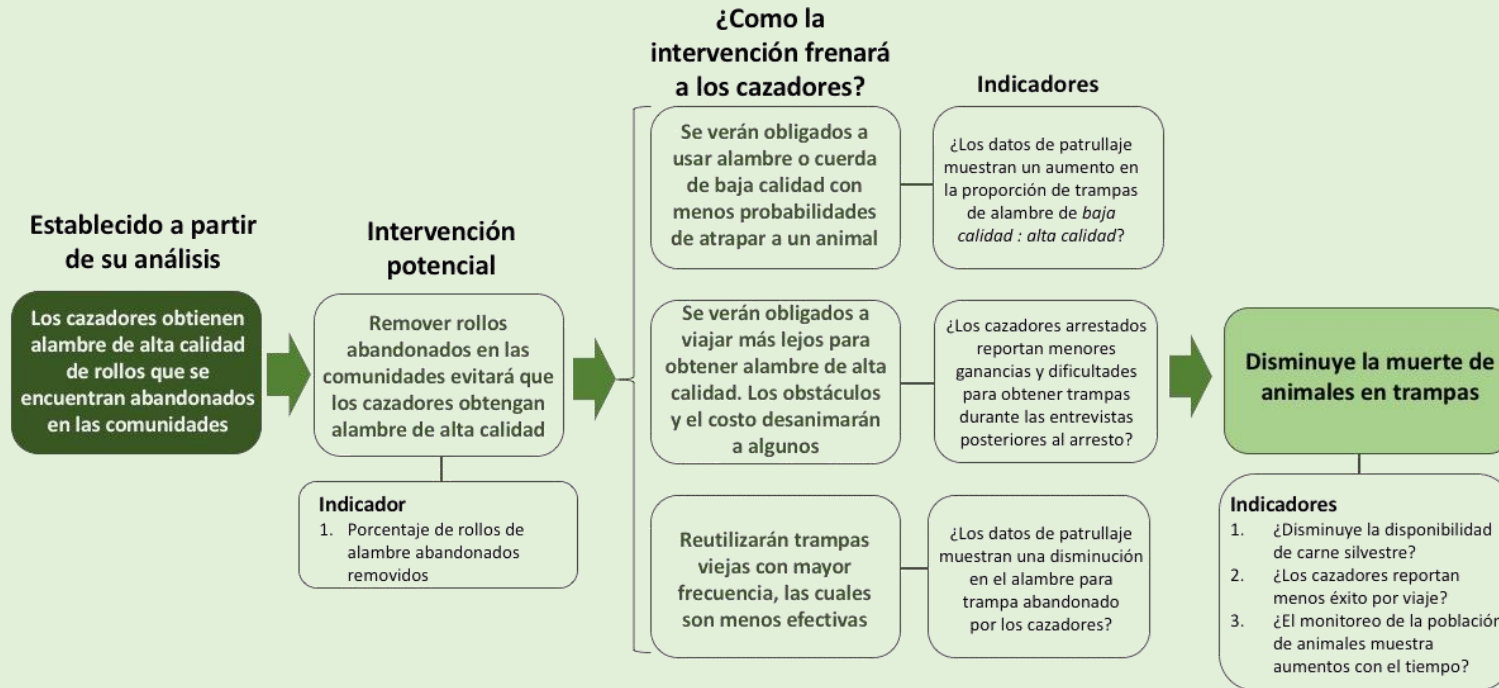 Establecido a partir
de su análisis
Los cazadores obtienen
alambre de alta calidad
de rollos que se
encuentran abandonados
en las comunidades
Intervención
potencial
Remover rollos
abandonados en las
comunidades evitará que
los cazadores obtengan
alambre de alta calidad
Indicador
1. Porcentaje de rollos de
alambre abandonados
removidos
¿Como la
intervención frenará
a los cazadores?
Indicadores
Se verán obligados a
usar alambre o cuerda
de baja calidad con
menos probabilidades
de atrapar a un animal
¿Los datos de patrullaje
muestran un aumento en
la proporción de trampas
de alambre de baja
calidad : alta calidad?
Se verán obligados a
viajar más lejos para
obtener alambre de alta
calidad. Los obstáculos
y el costo desanimarán
a algunos
¿Los cazadores arrestados
reportan menores
ganancias y dificultades
para obtener trampas
durante las entrevistas
posteriores al arresto?
Reutilizarán trampas
viejas con mayor
frecuencia, las cuales
son menos efectivas
¿Los datos de patrullaje
muestran una disminución
en el alambre para
trampa abandonado
por los cazadores?
Disminuye la muerte de
animales en trampas
Indicadores
1. ¿Disminuye la disponibilidad
de carne silvestre?
2. ¿Los cazadores reportan
menos éxito por viaje?
3. ¿El monitoreo de la población
de animales muestra
aumentos con el tiempo?